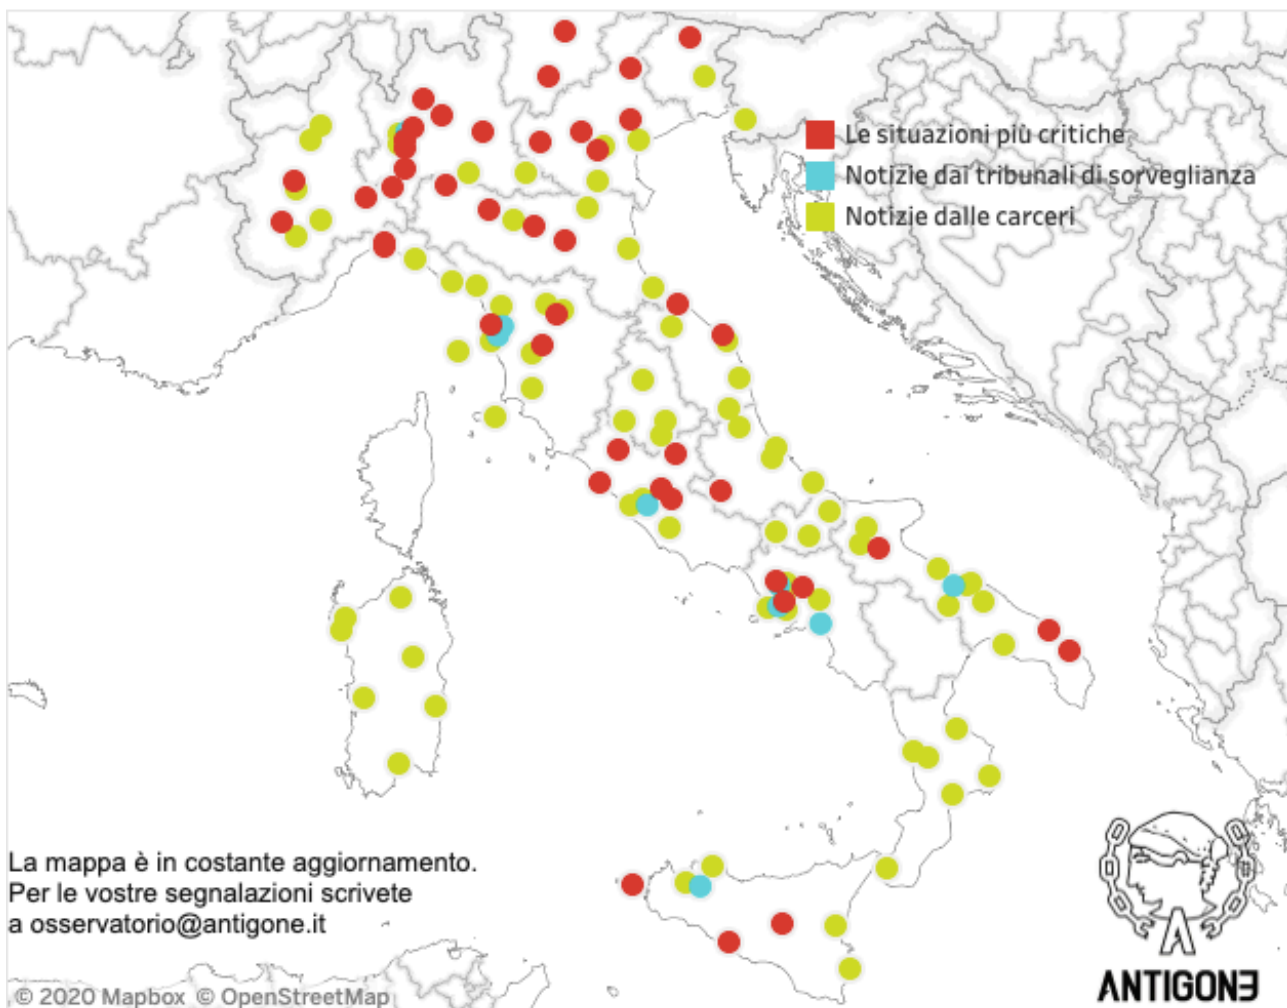 Le situazioni più critiche
Notizie dai tribunali di sorveglianza
Notizie dalle carceri
La mappa è in costante aggiornamento.
Per le vostre segnalazioni scrivete
a osservatorio@antigone.it
ANTIGONE
© 2020 Mapbox © OpenStreetMap